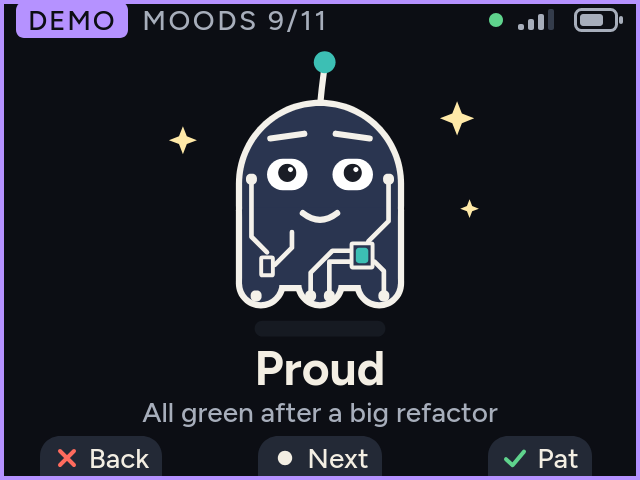 DEMO MOODS 9/11
Proud
All green after a big refactor
Back Next Pat